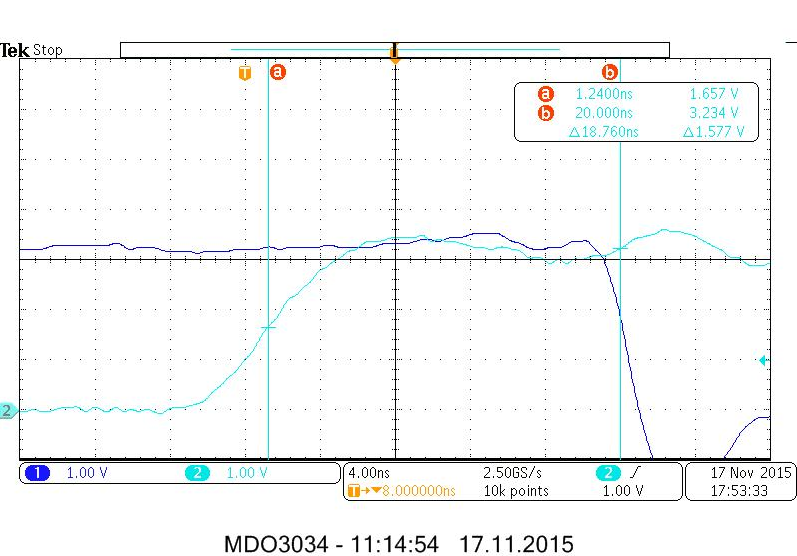 Tek Stop
T a b
a 1.2400ns 1.657 V
b 20.000ns 3.234 V
Δ18.760ns Δ1.577 V
2
1 1.00 V 2 1.00 V
4.00ns 2.50GS/s 2 1.00 V
T→▼8.000000ns 10k points
17 Nov 2015
17:53:33
MDO3034 - 11:14:54 17.11.2015